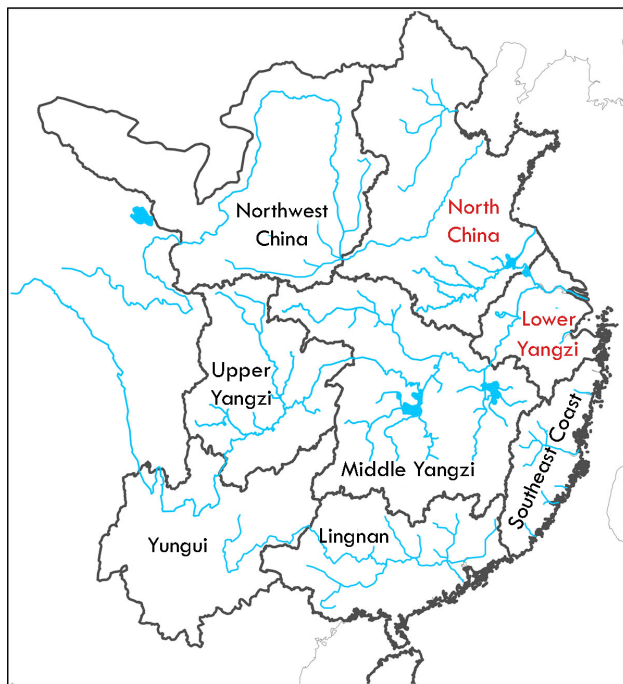 Northwest
China
North
China
Lower
Yangzi
Upper
Yangzi
Middle Yangzi
Southeast Coast
Yungui
Lingnan